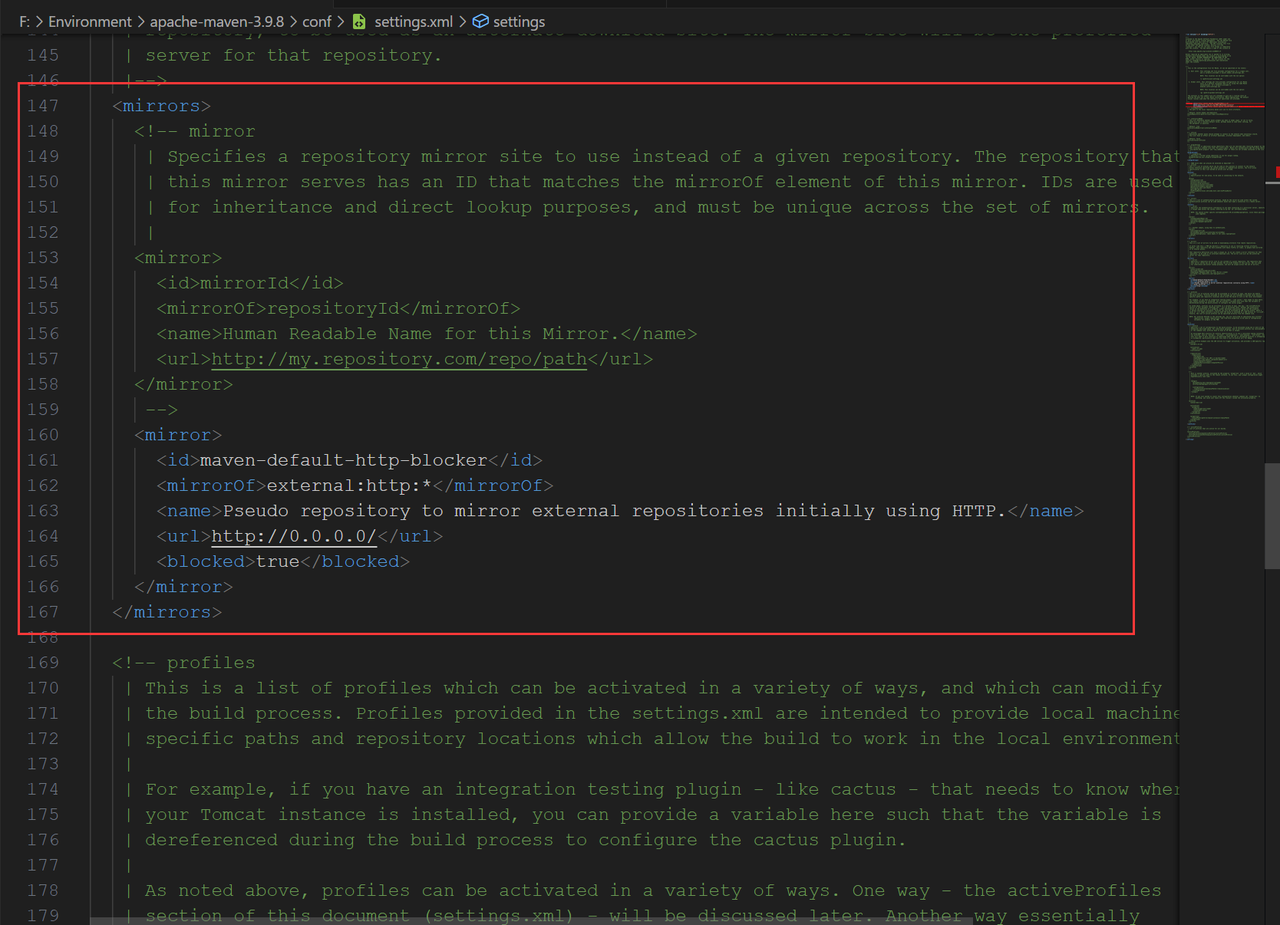 F: > Environment > apache-maven-3.9.8 > conf > settings.xml > settings
145 | server for that repository.
146 |-->
147 <mirrors>
148 <!-- mirror
149 | Specifies a repository mirror site to use instead of a given repository. The repository that
150 | this mirror serves has an ID that matches the mirrorOf element of this mirror. IDs are used
151 | for inheritance and direct lookup purposes, and must be unique across the set of mirrors.
152 |
153 <mirror>
154 <id>mirrorId</id>
155 <mirrorOf>repositoryId</mirrorOf>
156 <name>Human Readable Name for this Mirror.</name>
157 <url>http://my.repository.com/repo/path</url>
158 </mirror>
159 -->
160 <mirror>
161 <id>maven-default-http-blocker</id>
162 <mirrorOf>external:http:*</mirrorOf>
163 <name>Pseudo repository to mirror external repositories initially using HTTP.</name>
164 <url>http://0.0.0.0/</url>
165 <blocked>true</blocked>
166 </mirror>
167 </mirrors>
168
169 <!-- profiles
170 | This is a list of profiles which can be activated in a variety of ways, and which can modify
171 | the build process. Profiles provided in the settings.xml are intended to provide local machine
172 | specific paths and repository locations which allow the build to work in the local environment
173 |
174 | For example, if you have an integration testing plugin - like cactus - that needs to know wher
175 | your Tomcat instance is installed, you can provide a variable here such that the variable is
176 | dereferenced during the build process to configure the cactus plugin.
177 |
178 | As noted above, profiles can be activated in a variety of ways. One way - the activeProfiles
179 | section of this document (settings.xml) - will be discussed later. Another way essentially